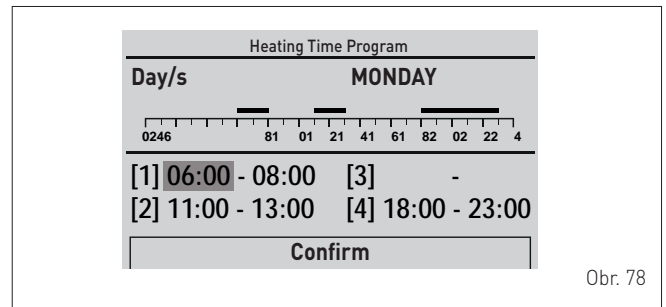 Heating Time Program
Day/s MONDAY
0246 81 01 21 41 61 82 02 22 4
[1] 06:00 - 08:00 [3] -
[2] 11:00 - 13:00 [4] 18:00 - 23:00
Confirm
Obr. 78